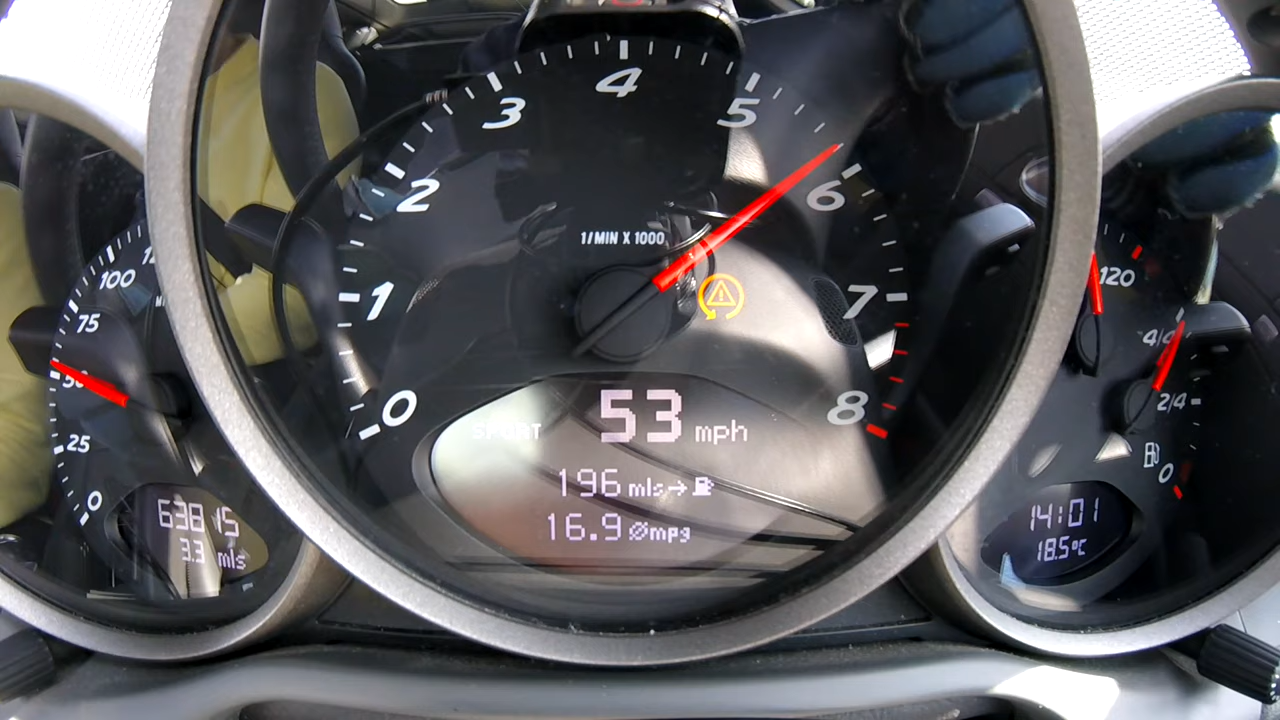 0
25
50
75
100
63815
3.3 mls
0
1
2
3
4
5
6
7
8
1/MIN X 1000
SPORT
53 mph
196 mls→
16.9 Ømpg
120
4/4
2/4
0
14:01
18.5°C